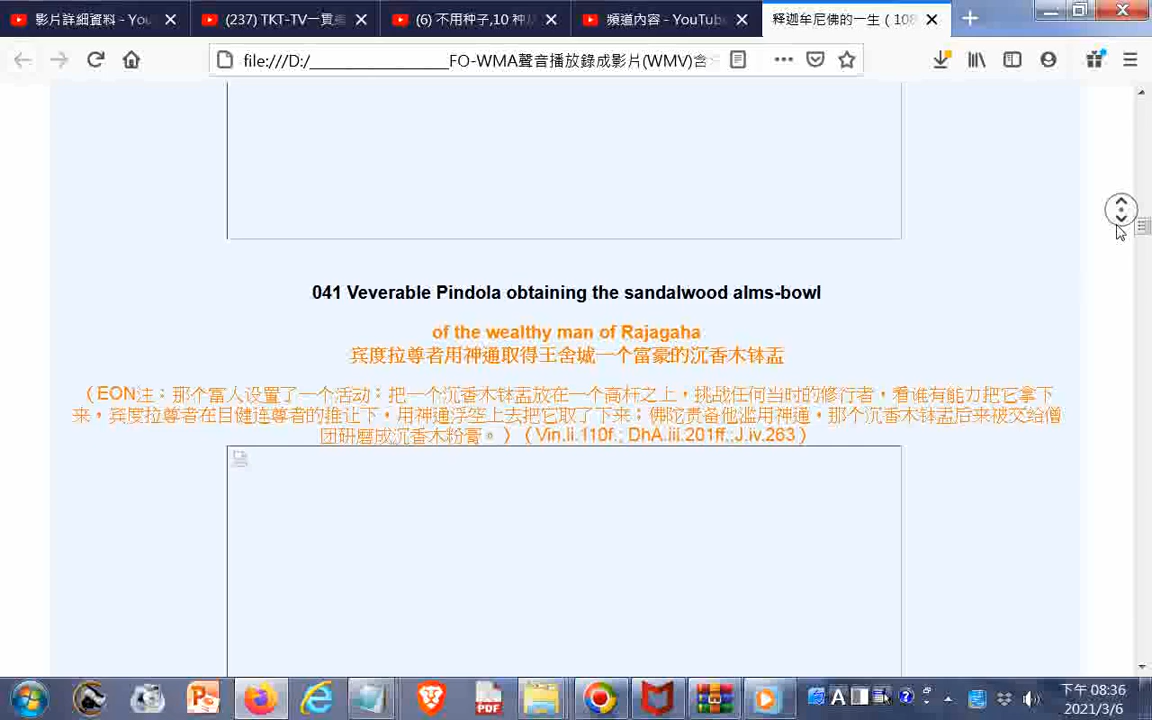 影片詳細資料 - You
(237) TKT-TV一貫
(6) 不用种子,10 种
頻道內容 - YouTube
释迦牟尼佛的一生（108
file:///D:/________________FO-WMA聲音播放錄成影片(WMV)含
041 Veverable Pindola obtaining the sandalwood alms-bowl
of the wealthy man of Rajagaha
宾度拉尊者用神通取得王舍城一个富豪的沉香木钵盂
（EON注：那个富人设置了一个活动：把一个沉香木钵盂放在一个高杆之上，挑战任何当时的修行者，看谁有能力把它拿下
来，宾度拉尊者在目健连尊者的推让下，用神通浮空上去把它取了下来；佛陀责备他滥用神通，那个沉香木钵盂后来被交给僧
团研磨成沉香木粉膏。）（Vin.ii.110f.; DhA.iii.201ff.;J.iv.263）
PDF
A
下午 08:36
2021/3/6